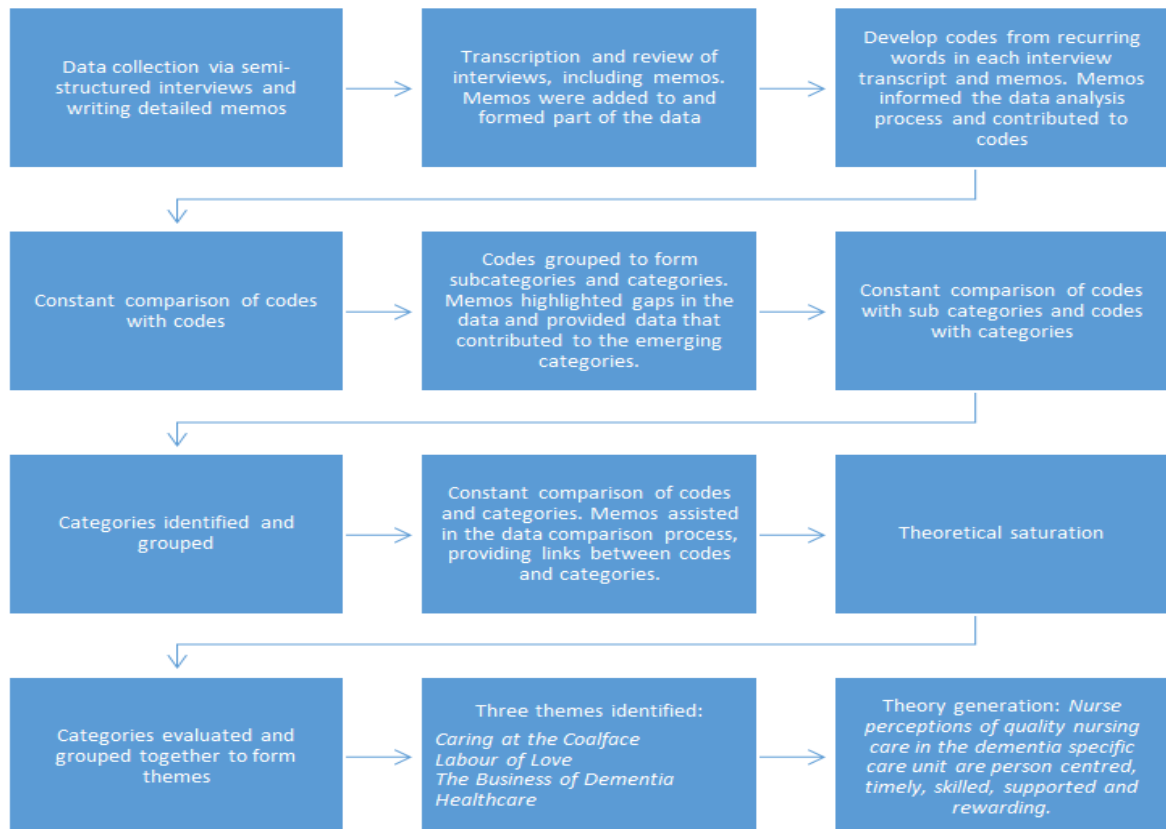 Data collection via semi-
structured interviews and
writing detailed memos
Transcription and review of
interviews, including memos.
Memos were added to and
formed part of the data
Develop codes from recurring
words in each interview
transcript and memos. Memos
informed the data analysis
process and contributed to
codes
Constant comparison of codes
with codes
Codes grouped to form
subcategories and categories.
Memos highlighted gaps in the
data and provided data that
contributed to the emerging
categories.
Constant comparison of codes
with sub categories and codes
with categories
Categories identified and
grouped
Constant comparison of codes
and categories. Memos assisted
in the data comparison process,
providing links between codes
and categories.
Theoretical saturation
Categories evaluated and
grouped together to form
themes
Three themes identified:
Caring at the Coalface
Labour of Love
The Business of Dementia
Healthcare
Theory generation: Nurse
perceptions of quality nursing
care in the dementia specific
care unit are person centred,
timely, skilled, supported and
rewarding.